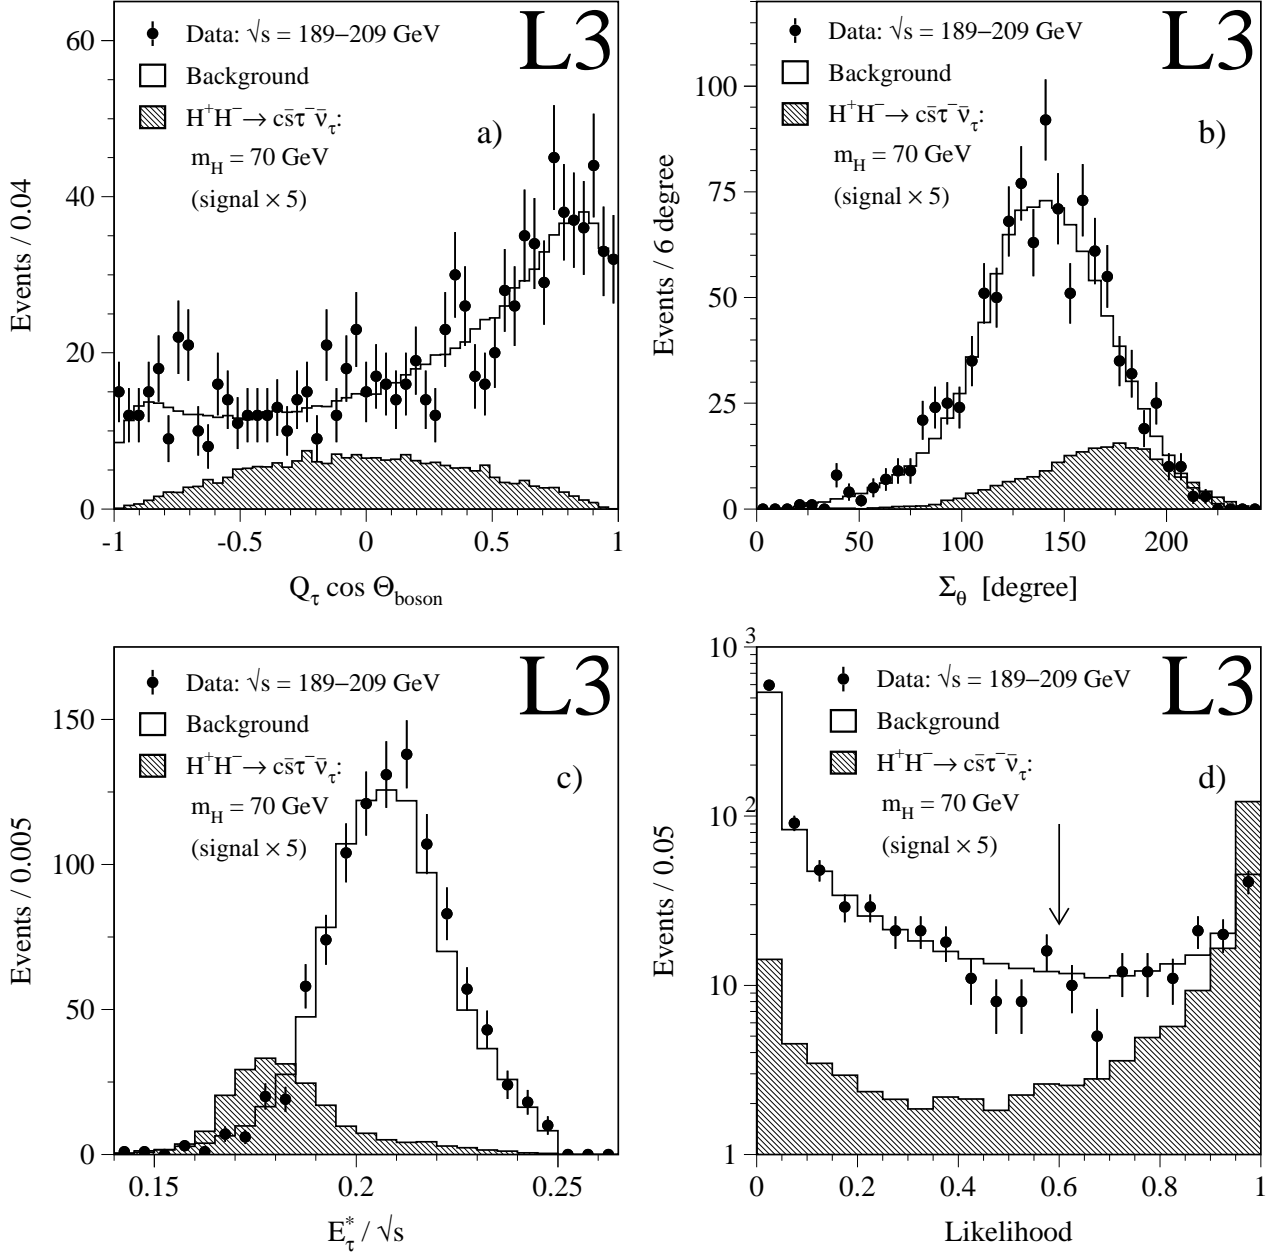 L3
Data: √s = 189–209 GeV
Background
H⁺H⁻ → cs̄τ⁻ν̄τ:
mH = 70 GeV
(signal × 5)
a)
Events / 0.04
0
20
40
60
-1
-0.5
0
0.5
1
Qτ cos Θboson
L3
Data: √s = 189–209 GeV
Background
H⁺H⁻ → cs̄τ⁻ν̄τ:
mH = 70 GeV
(signal × 5)
b)
Events / 6 degree
0
25
50
75
100
0
50
100
150
200
Σθ [degree]
L3
Data: √s = 189–209 GeV
Background
H⁺H⁻ → cs̄τ⁻ν̄τ:
mH = 70 GeV
(signal × 5)
c)
Events / 0.005
0
50
100
150
0.15
0.2
0.25
E*τ / √s
L3
Data: √s = 189–209 GeV
Background
H⁺H⁻ → cs̄τ⁻ν̄τ:
mH = 70 GeV
(signal × 5)
d)
Events / 0.05
1
10
10²
10³
0
0.2
0.4
0.6
0.8
1
Likelihood